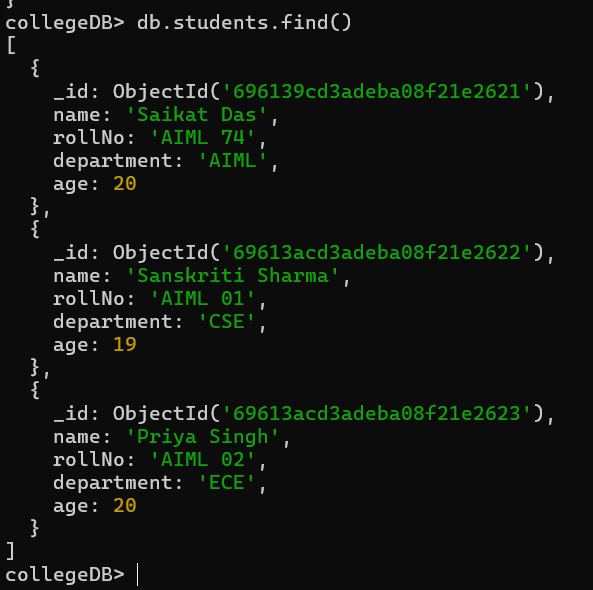 }
collegeDB> db.students.find()
[
  {
    _id: ObjectId('696139cd3adeba08f21e2621'),
    name: 'Saikat Das',
    rollNo: 'AIML 74',
    department: 'AIML',
    age: 20
  },
  {
    _id: ObjectId('69613acd3adeba08f21e2622'),
    name: 'Sanskriti Sharma',
    rollNo: 'AIML 01',
    department: 'CSE',
    age: 19
  },
  {
    _id: ObjectId('69613acd3adeba08f21e2623'),
    name: 'Priya Singh',
    rollNo: 'AIML 02',
    department: 'ECE',
    age: 20
  }
]
collegeDB>